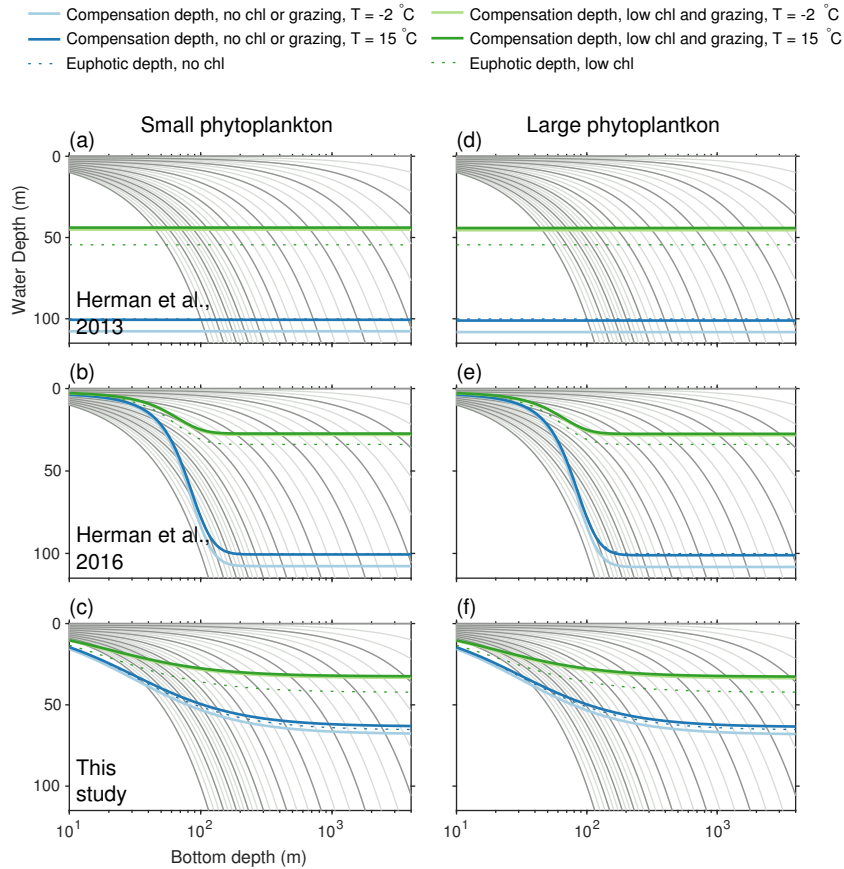 Compensation depth, no chl or grazing, T = -2 °C
Compensation depth, no chl or grazing, T = 15 °C
Euphotic depth, no chl
Compensation depth, low chl and grazing, T = -2 °C
Compensation depth, low chl and grazing, T = 15 °C
Euphotic depth, low chl
Small phytoplankton
Large phytoplantkon
(a)
0
50
100
Water Depth (m)
Herman et al.,
2013
(d)
(b)
0
50
100
Herman et al.,
2016
(e)
(c)
0
50
100
This
study
10^1
10^2
10^3
Bottom depth (m)
(f)
10^1
10^2
10^3
Bottom depth (m)